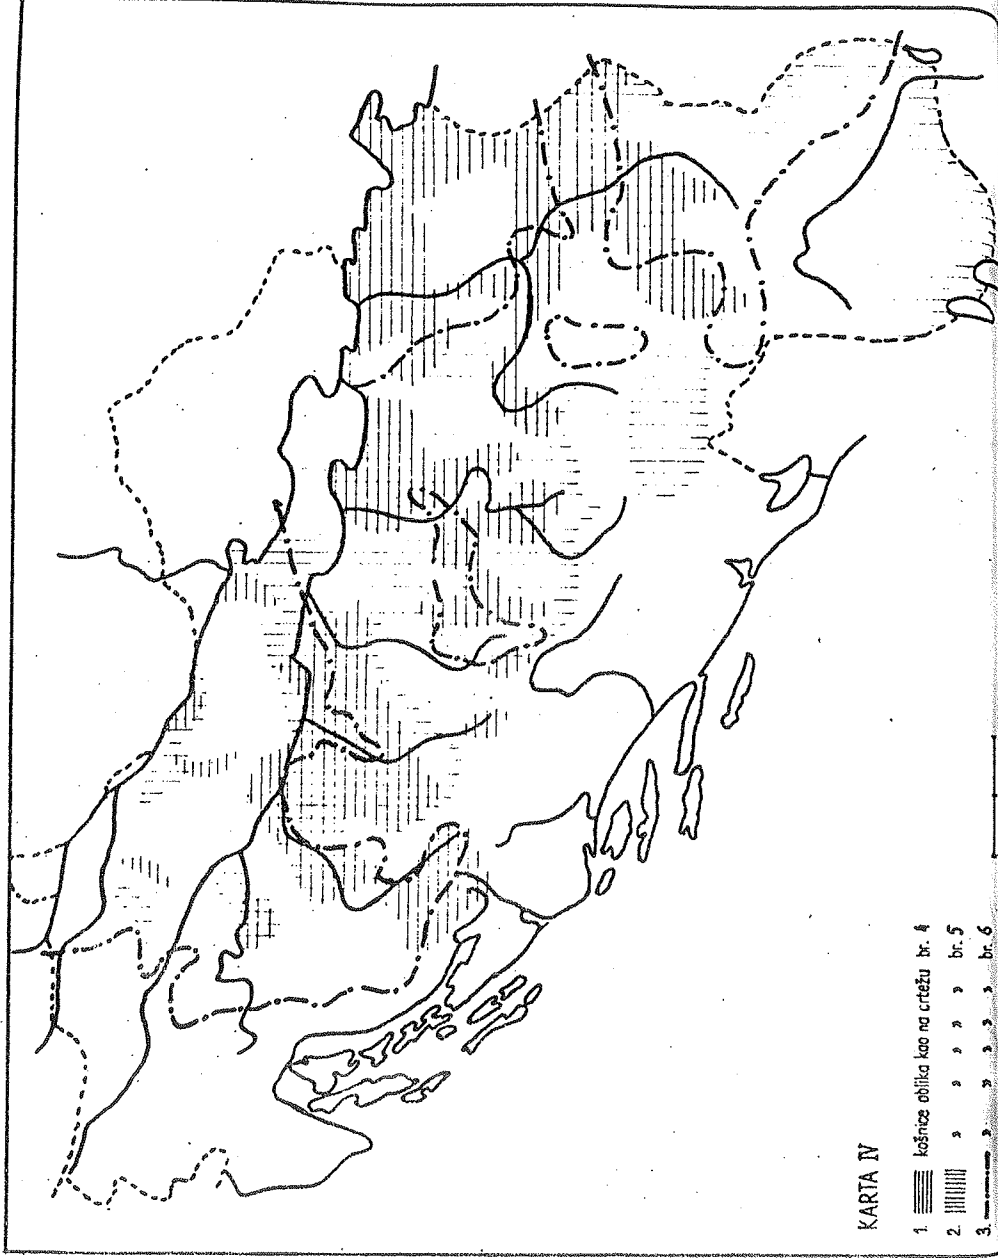 KARTA IV
1. košnice oblika kao na crtežu br. 4
2. " " " " " br. 5
3. " " " " " br. 6